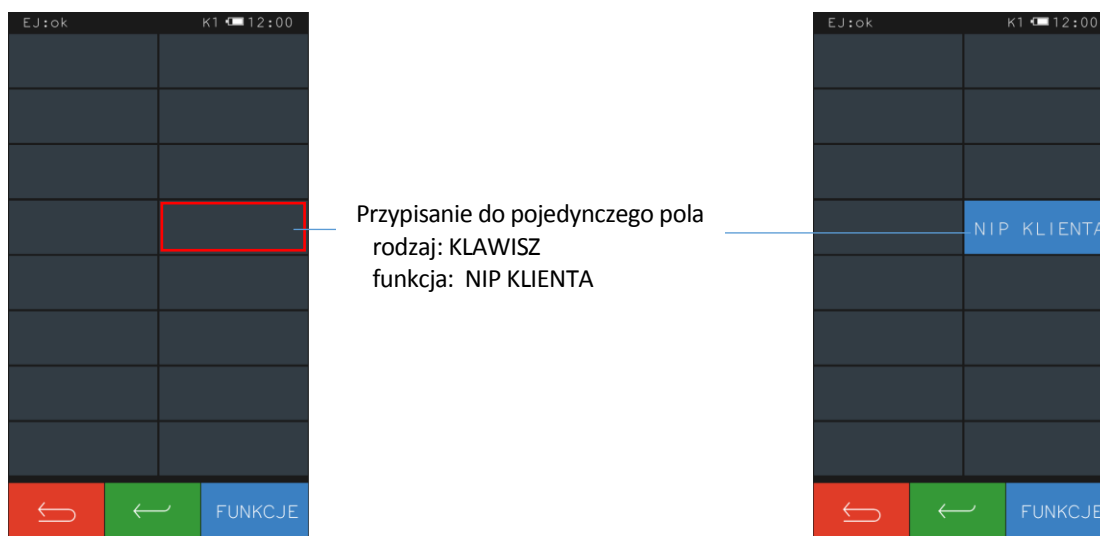 EJ:ok K1 12:00
FUNKCJE
Przypisanie do pojedynczego pola
rodzaj: KLAWISZ
funkcja: NIP KLIENTA
EJ:ok K1 12:00
NIP KLIENTA
FUNKCJE